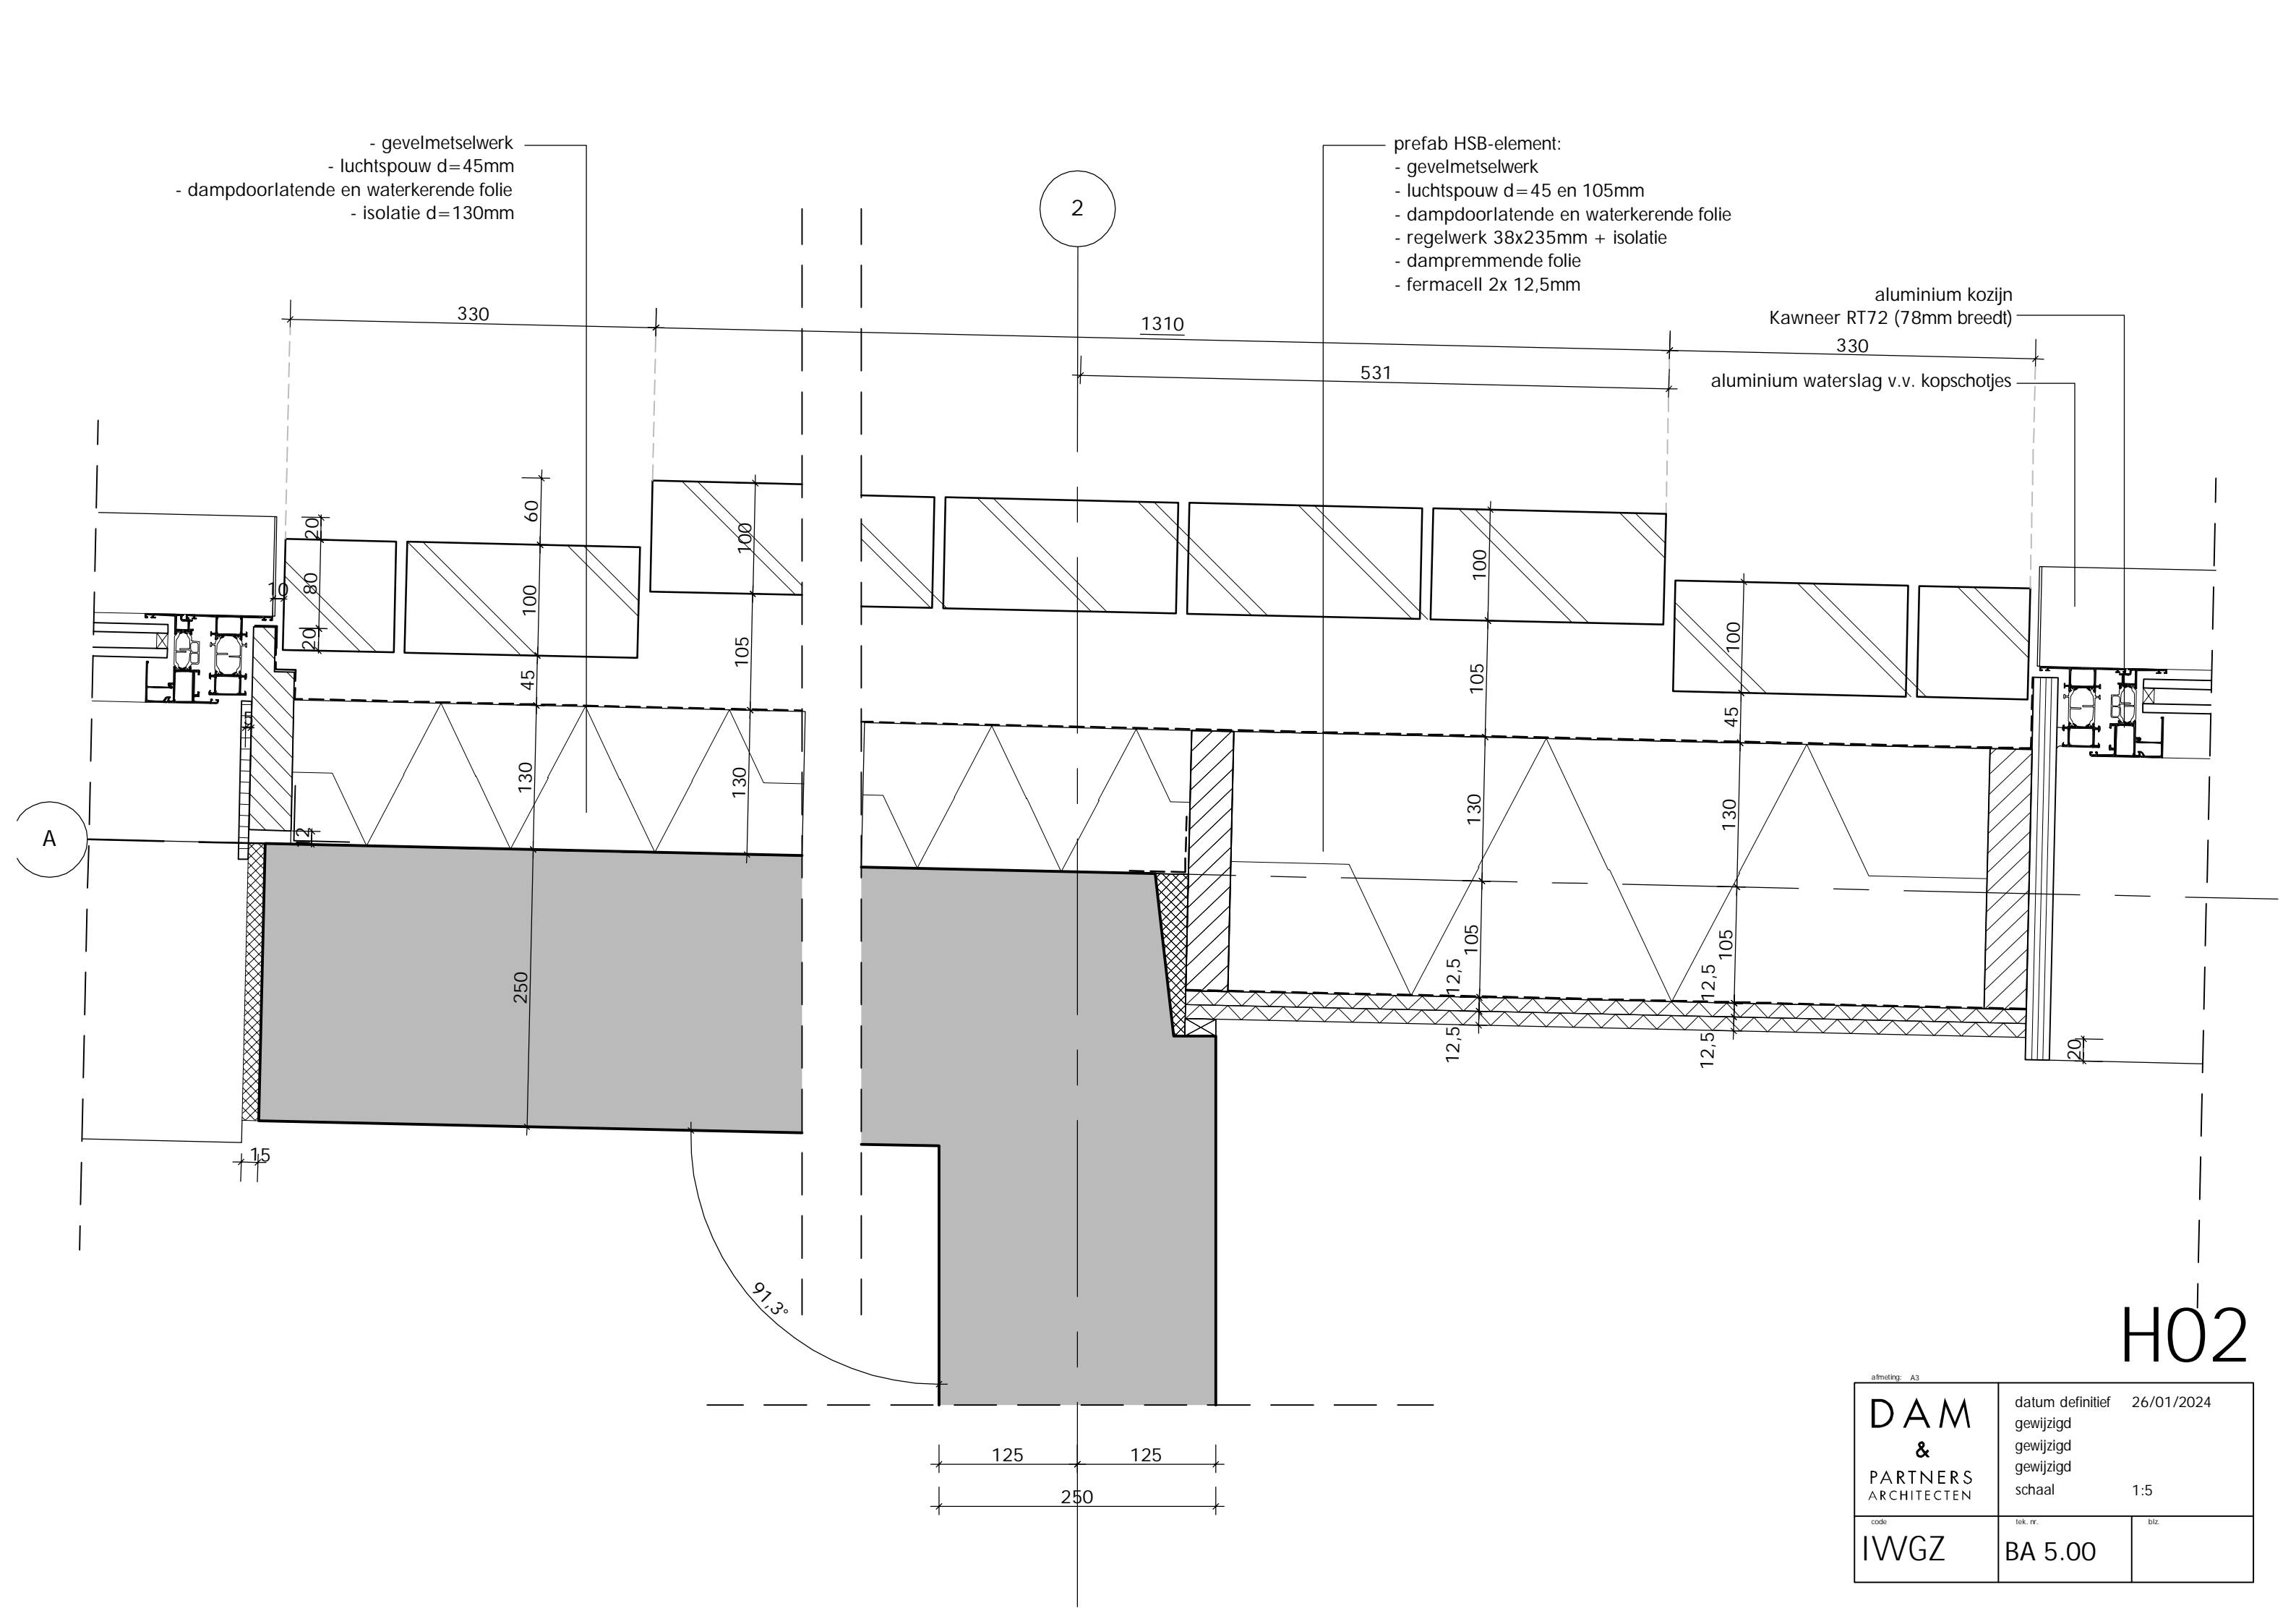 - gevelmetselwerk
- luchtspouw d=45mm
- dampdoorlatende en waterkerende folie
- isolatie d=130mm
2
prefab HSB-element:
- gevelmetselwerk
- luchtspouw d=45 en 105mm
- dampdoorlatende en waterkerende folie
- regelwerk 38x235mm + isolatie
- dampremmende folie
- fermacell 2x 12,5mm
aluminium kozijn
Kawneer RT72 (78mm breedt)
aluminium waterslag v.v. kopschotjes
330
1310
330
531
20
80
20
10
60
100
45
130
250
100
105
130
100
105
130
105
12,5
12,5
100
45
130
105
12,5
12,5
20
12
A
15
91,3°
125
125
250
H02
afmeting: A3
DAM
&
PARTNERS
ARCHITECTEN
datum definitief 26/01/2024
gewijzigd
gewijzigd
gewijzigd
schaal 1:5
code
IWGZ
tek. nr.
BA 5.00
blz.